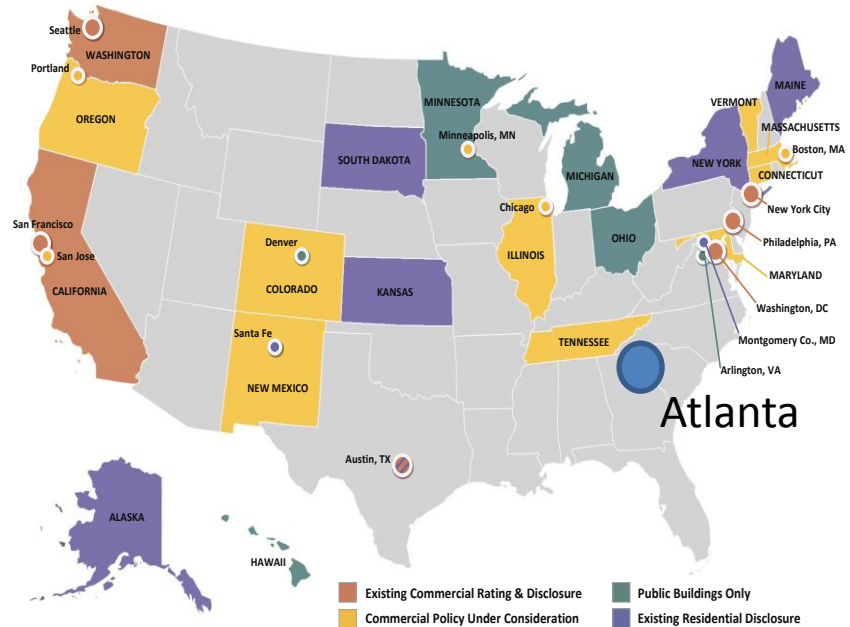 Seattle
WASHINGTON
Portland
OREGON
MINNESOTA
Minneapolis, MN
SOUTH DAKOTA
MICHIGAN
MAINE
VERMONT
MASSACHUSETTS
Boston, MA
NEW YORK
CONNECTICUT
New York City
San Francisco
San Jose
CALIFORNIA
Denver
COLORADO
KANSAS
Chicago
ILLINOIS
OHIO
Philadelphia, PA
MARYLAND
Washington, DC
Montgomery Co., MD
Arlington, VA
Santa Fe
NEW MEXICO
TENNESSEE
Atlanta
Austin, TX
ALASKA
HAWAII
Existing Commercial Rating & Disclosure
Public Buildings Only
Commercial Policy Under Consideration
Existing Residential Disclosure